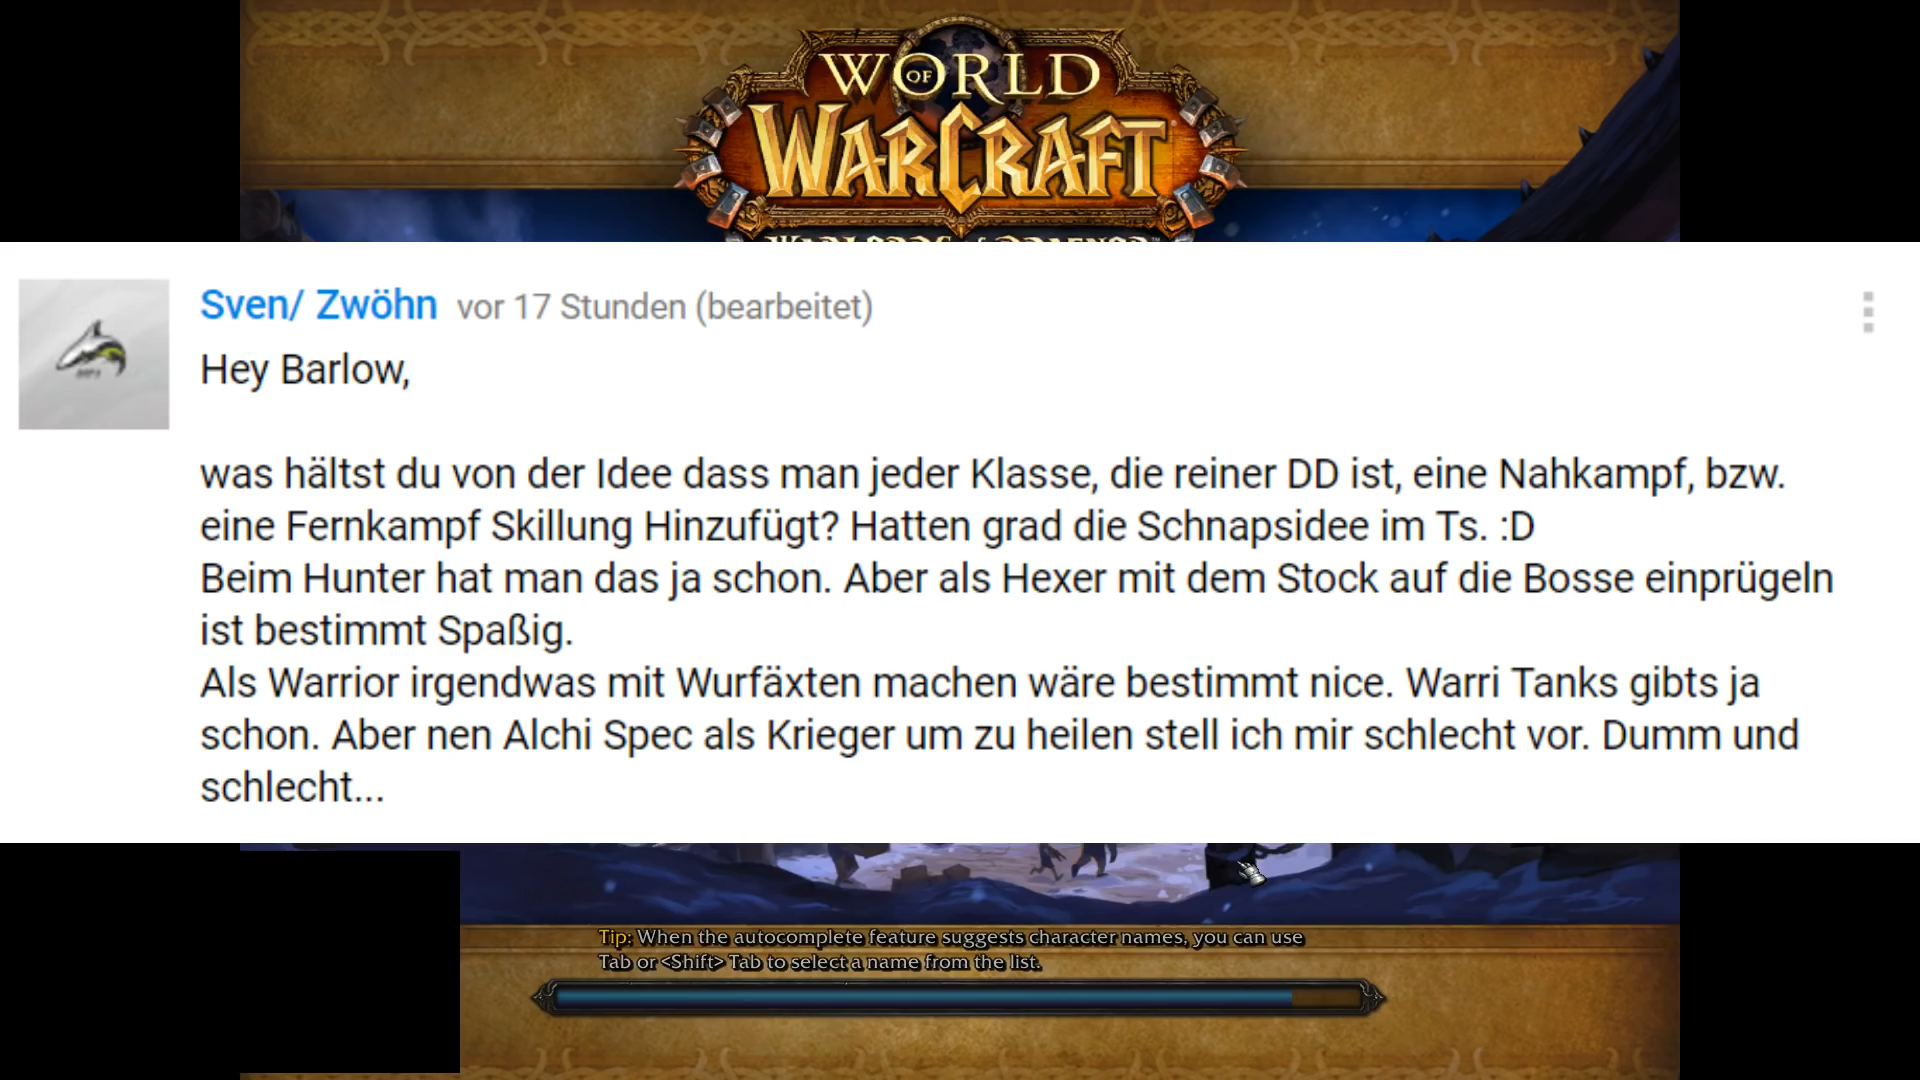 WORLD
OF
WARCRAFT
WARLORDS of DRAENOR™
Sven/ Zwöhn vor 17 Stunden (bearbeitet)
Hey Barlow,
was hältst du von der Idee dass man jeder Klasse, die reiner DD ist, eine Nahkampf, bzw.
eine Fernkampf Skillung Hinzufügt? Hatten grad die Schnapsidee im Ts. :D
Beim Hunter hat man das ja schon. Aber als Hexer mit dem Stock auf die Bosse einprügeln
ist bestimmt Spaßig.
Als Warrior irgendwas mit Wurfäxten machen wäre bestimmt nice. Warri Tanks gibts ja
schon. Aber nen Alchi Spec als Krieger um zu heilen stell ich mir schlecht vor. Dumm und
schlecht...
Tip: When the autocomplete feature suggests character names, you can use
Tab or <Shift> Tab to select a name from the list.